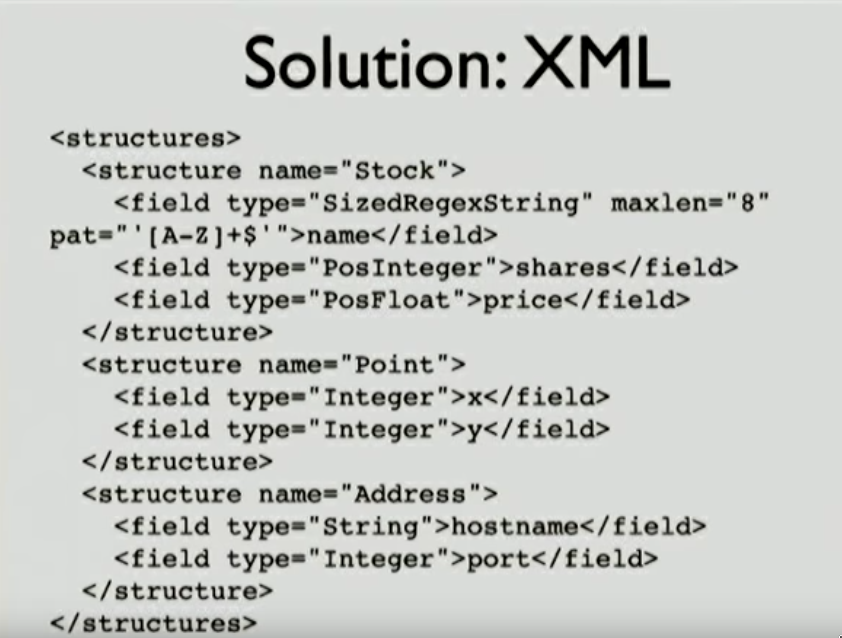 Solution: XML
<structures>
  <structure name="Stock">
    <field type="SizedRegexString" maxlen="8"
pat="'[A-Z]+$'">name</field>
    <field type="PosInteger">shares</field>
    <field type="PosFloat">price</field>
  </structure>
  <structure name="Point">
    <field type="Integer">x</field>
    <field type="Integer">y</field>
  </structure>
  <structure name="Address">
    <field type="String">hostname</field>
    <field type="Integer">port</field>
  </structure>
</structures>